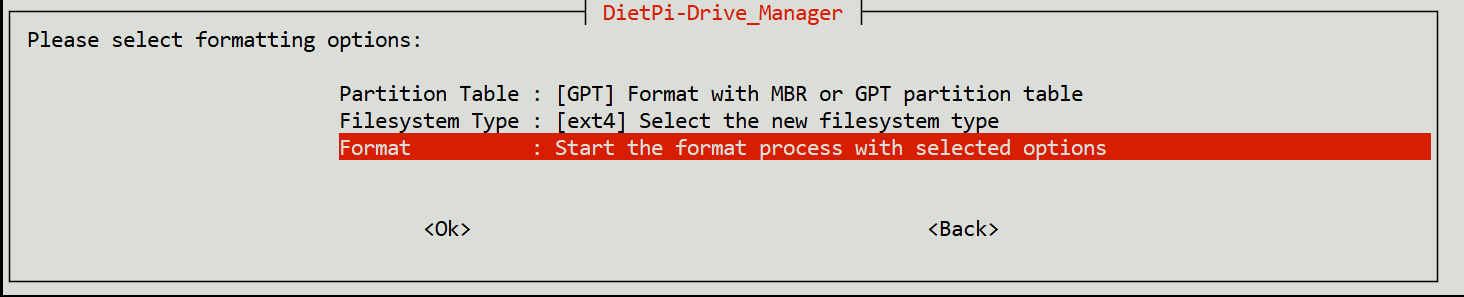 DietPi-Drive_Manager
Please select formatting options:
Partition Table : [GPT] Format with MBR or GPT partition table
Filesystem Type : [ext4] Select the new filesystem type
Format : Start the format process with selected options
<Ok> <Back>